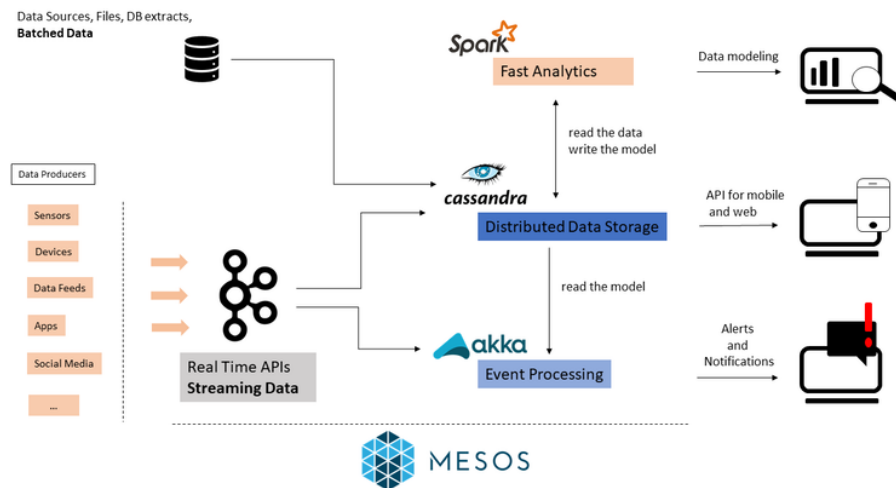 Data Sources, Files, DB extracts,
Batched Data
Spark
Fast Analytics
Data modeling
read the data
write the model
Data Producers
cassandra
Sensors
API for mobile
and web
Distributed Data Storage
Devices
Data Feeds
read the model
Apps
akka
Alerts
and
Notifications
Social Media
Real Time APIs
Streaming Data
Event Processing
...
MESOS